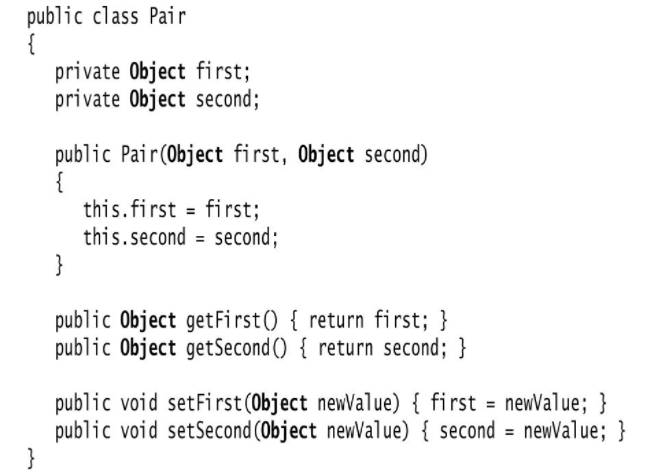 public class Pair
{
private Object first;
private Object second;
public Pair(Object first, Object second)
{
this.first = first;
this.second = second;
}
public Object getFirst() { return first; }
public Object getSecond() { return second; }
public void setFirst(Object newValue) { first = newValue; }
public void setSecond(Object newValue) { second = newValue; }
}